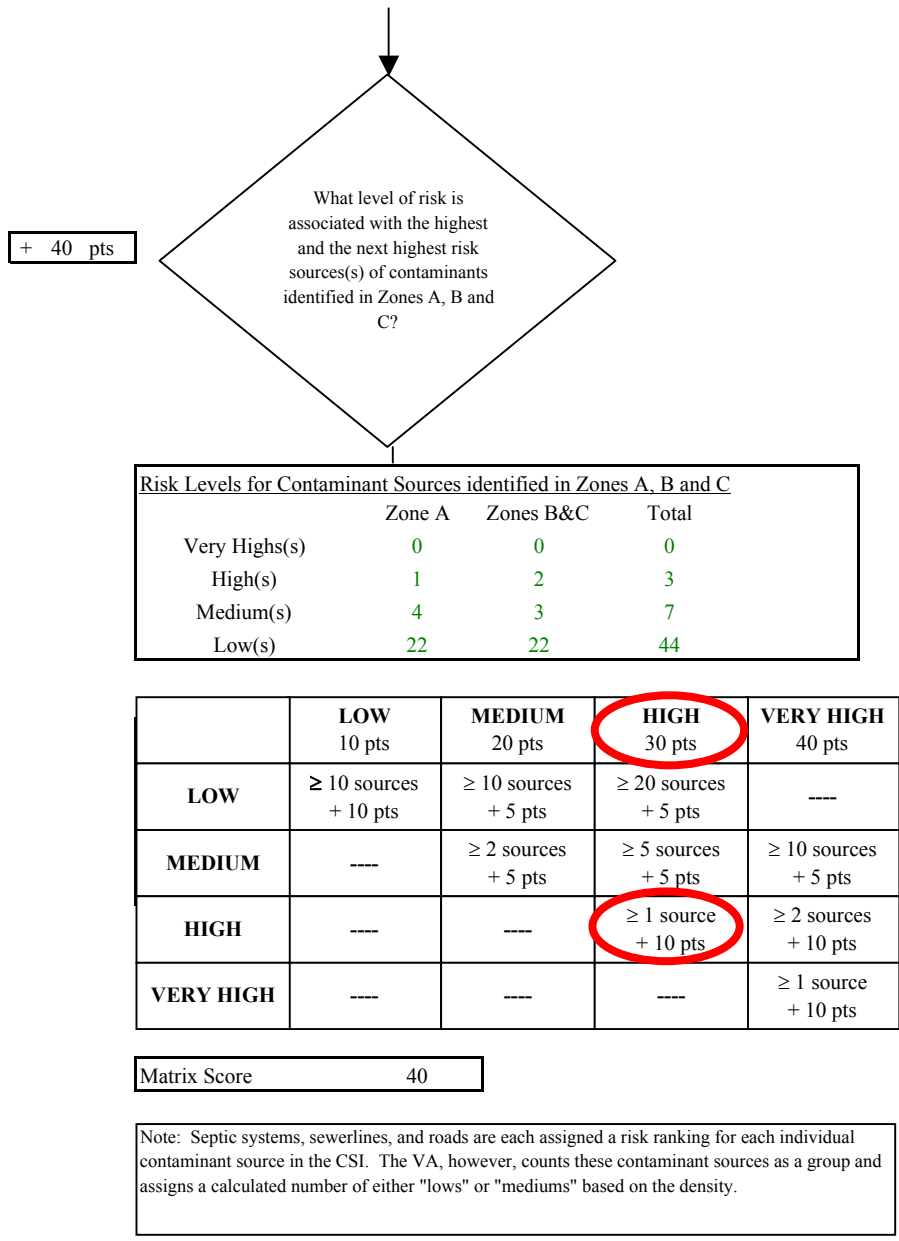 What level of risk is
associated with the highest
and the next highest risk
sources(s) of contaminants
identified in Zones A, B and
C?
+ 40 pts
Risk Levels for Contaminant Sources identified in Zones A, B and C
Zone A Zones B&C Total
Very Highs(s) 0 0 0
High(s) 1 2 3
Medium(s) 4 3 7
Low(s) 22 22 44
LOW MEDIUM HIGH VERY HIGH
10 pts 20 pts 30 pts 40 pts
LOW ≥ 10 sources ≥ 10 sources ≥ 20 sources ----
+ 10 pts + 5 pts + 5 pts
MEDIUM ---- ≥ 2 sources ≥ 5 sources ≥ 10 sources
+ 5 pts + 5 pts + 5 pts
HIGH ---- ---- ≥ 1 source ≥ 2 sources
+ 10 pts + 10 pts
VERY HIGH ---- ---- ---- ≥ 1 source
+ 10 pts
Matrix Score 40
Note: Septic systems, sewerlines, and roads are each assigned a risk ranking for each individual
contaminant source in the CSI. The VA, however, counts these contaminant sources as a group and
assigns a calculated number of either "lows" or "mediums" based on the density.